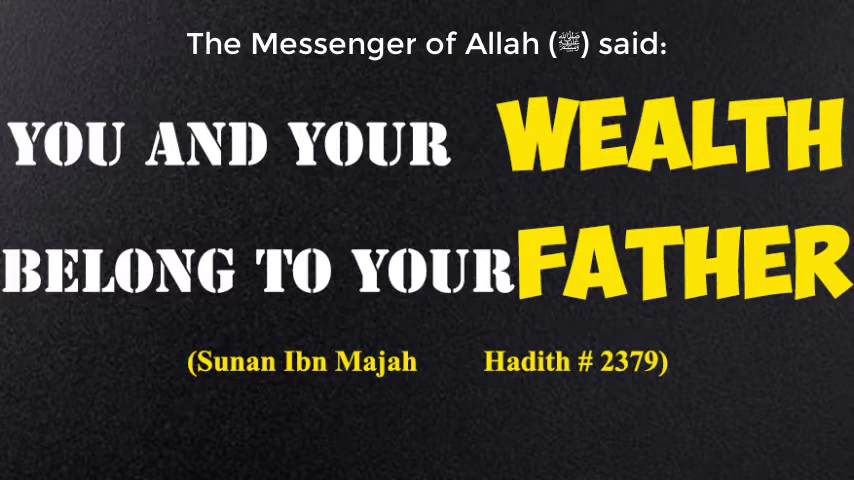 The Messenger of Allah (ﷺ) said:
YOU AND YOUR WEALTH
BELONG TO YOUR FATHER
(Sunan Ibn Majah Hadith # 2379)